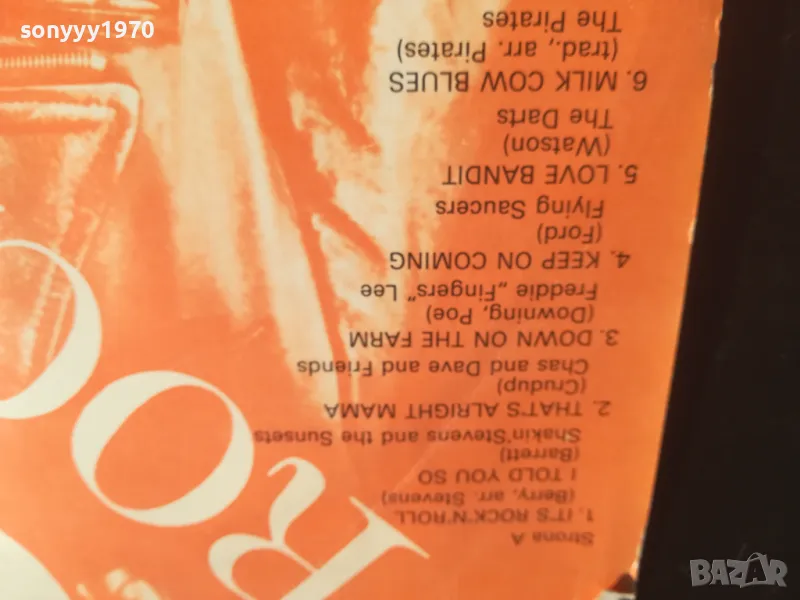 Strona A
1. IT'S ROCK'N'ROLL
(Berry, arr. Stevens)
I TOLD YOU SO
(Barrett)
Shakin'Stevens and the Sunsets
2. THAT'S ALRIGHT MAMA
(Crudup)
Chas and Dave and Friends
3. DOWN ON THE FARM
(Downing, Poe)
Freddie „Fingers” Lee
4. KEEP ON COMING
(Ford)
Flying Saucers
5. LOVE BANDIT
(Watson)
The Darts
6. MILK COW BLUES
(trad., arr. Pirates)
The Pirates
ROC
sonyyy1970
BAZAR